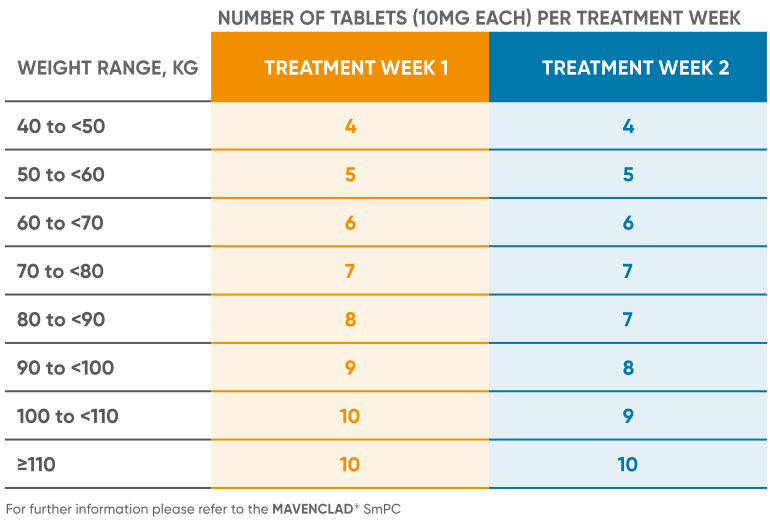 NUMBER OF TABLETS (10MG EACH) PER TREATMENT WEEK
WEIGHT RANGE, KG TREATMENT WEEK 1 TREATMENT WEEK 2
40 to <50 4 4
50 to <60 5 5
60 to <70 6 6
70 to <80 7 7
80 to <90 8 7
90 to <100 9 8
100 to <110 10 9
≥110 10 10
For further information please refer to the MAVENCLAD® SmPC